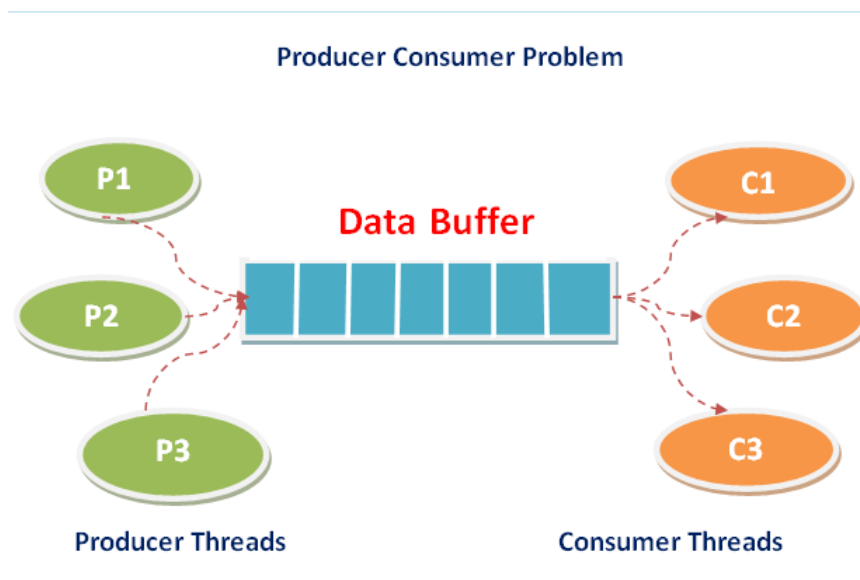 Producer Consumer Problem
P1
C1
Data Buffer
P2
C2
P3
C3
Producer Threads
Consumer Threads